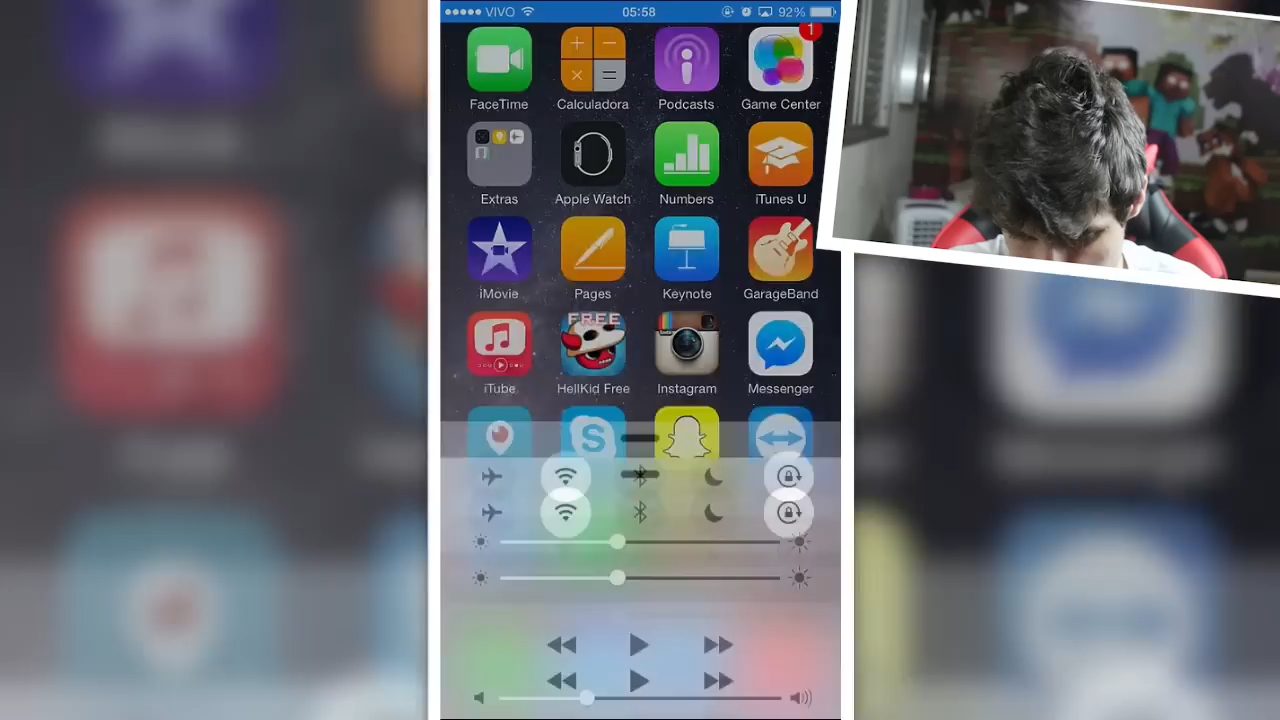 VIVO 05:58 92%
1
FaceTime Calculadora Podcasts Game Center
Extras Apple Watch Numbers iTunes U
iMovie Pages Keynote GarageBand
FREE
iTube HellKid Free Instagram Messenger